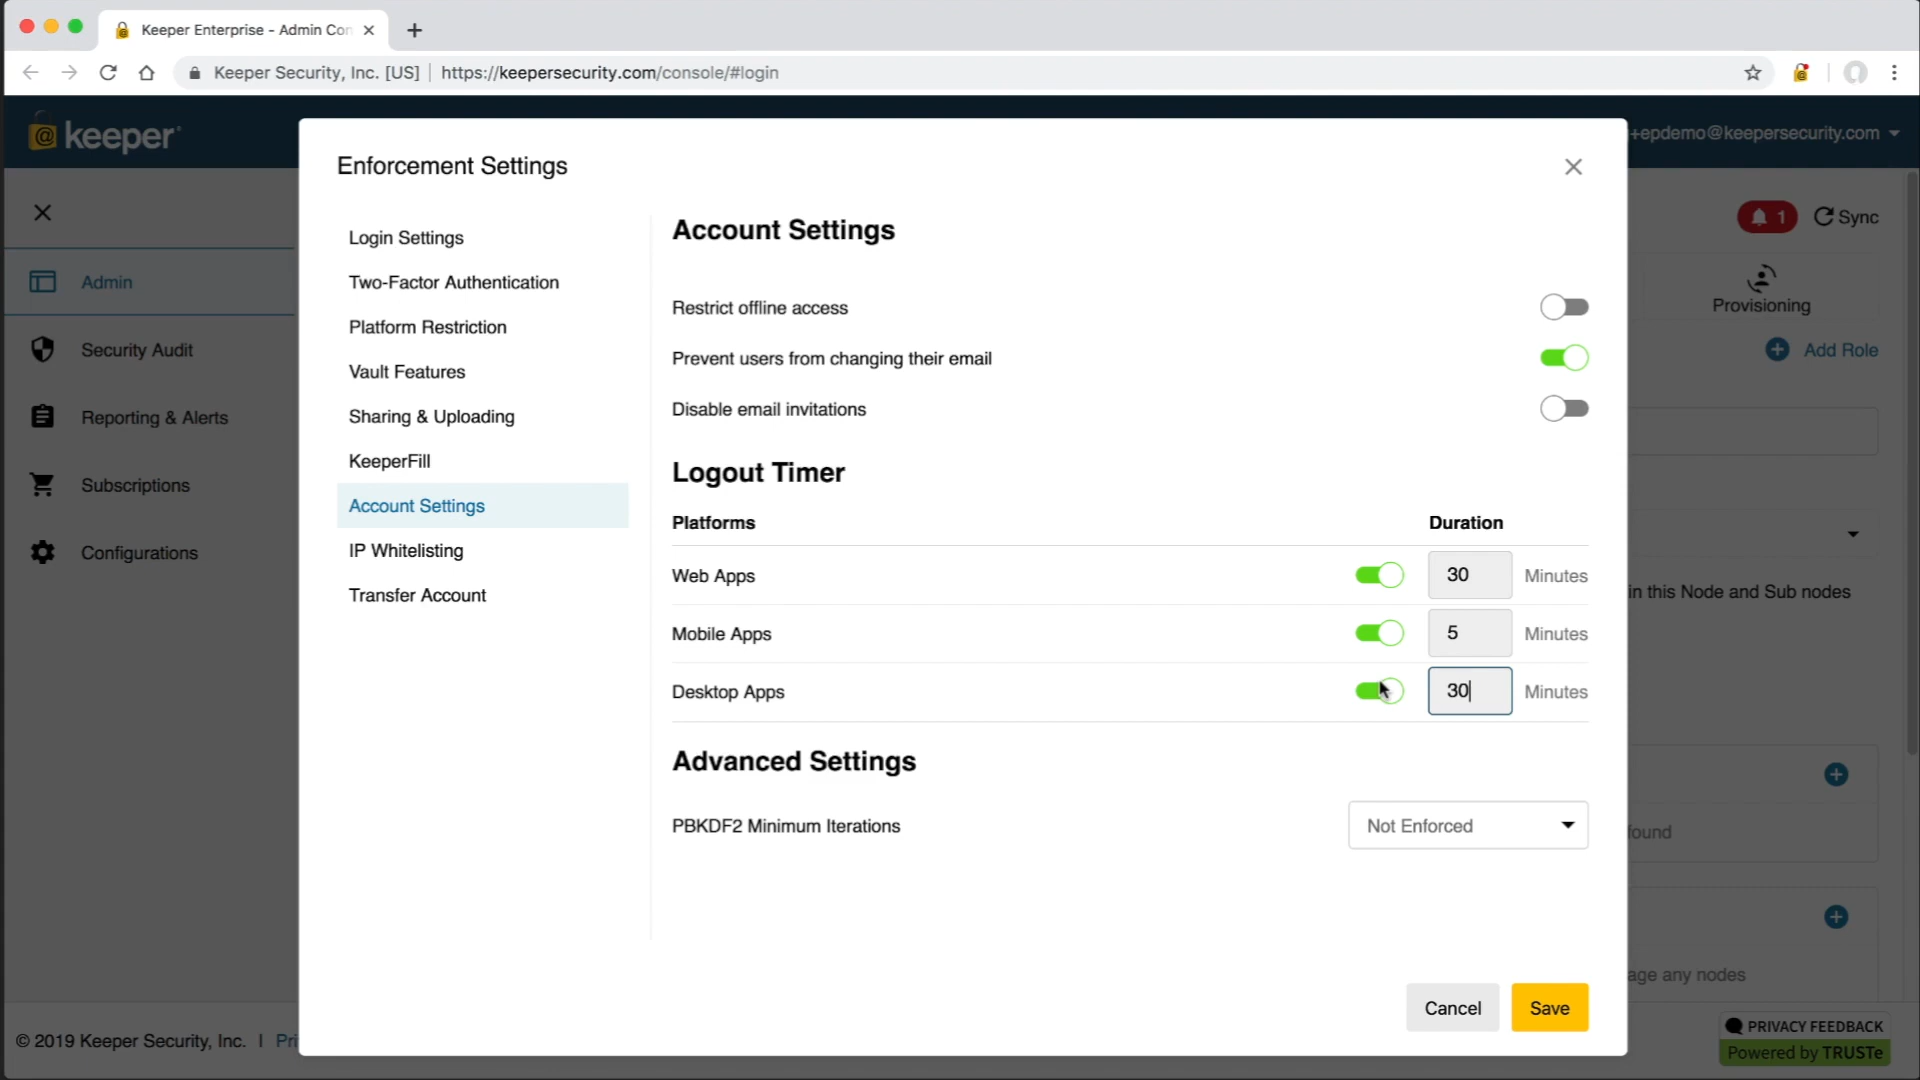 Keeper Enterprise - Admin Con
Keeper Security, Inc. [US] https://keepersecurity.com/console/#login
keeper
+epdemo@keepersecurity.com
Enforcement Settings
1 Sync
Admin
Security Audit
Reporting & Alerts
Subscriptions
Configurations
Login Settings
Two-Factor Authentication
Platform Restriction
Vault Features
Sharing & Uploading
KeeperFill
Account Settings
IP Whitelisting
Transfer Account
Account Settings
Restrict offline access
Prevent users from changing their email
Disable email invitations
Logout Timer
Platforms Duration
Web Apps 30 Minutes
Mobile Apps 5 Minutes
Desktop Apps 30 Minutes
Advanced Settings
PBKDF2 Minimum Iterations Not Enforced
Cancel Save
Provisioning
Add Role
in this Node and Sub nodes
found
age any nodes
© 2019 Keeper Security, Inc. | Pri
PRIVACY FEEDBACK
Powered by TRUSTe